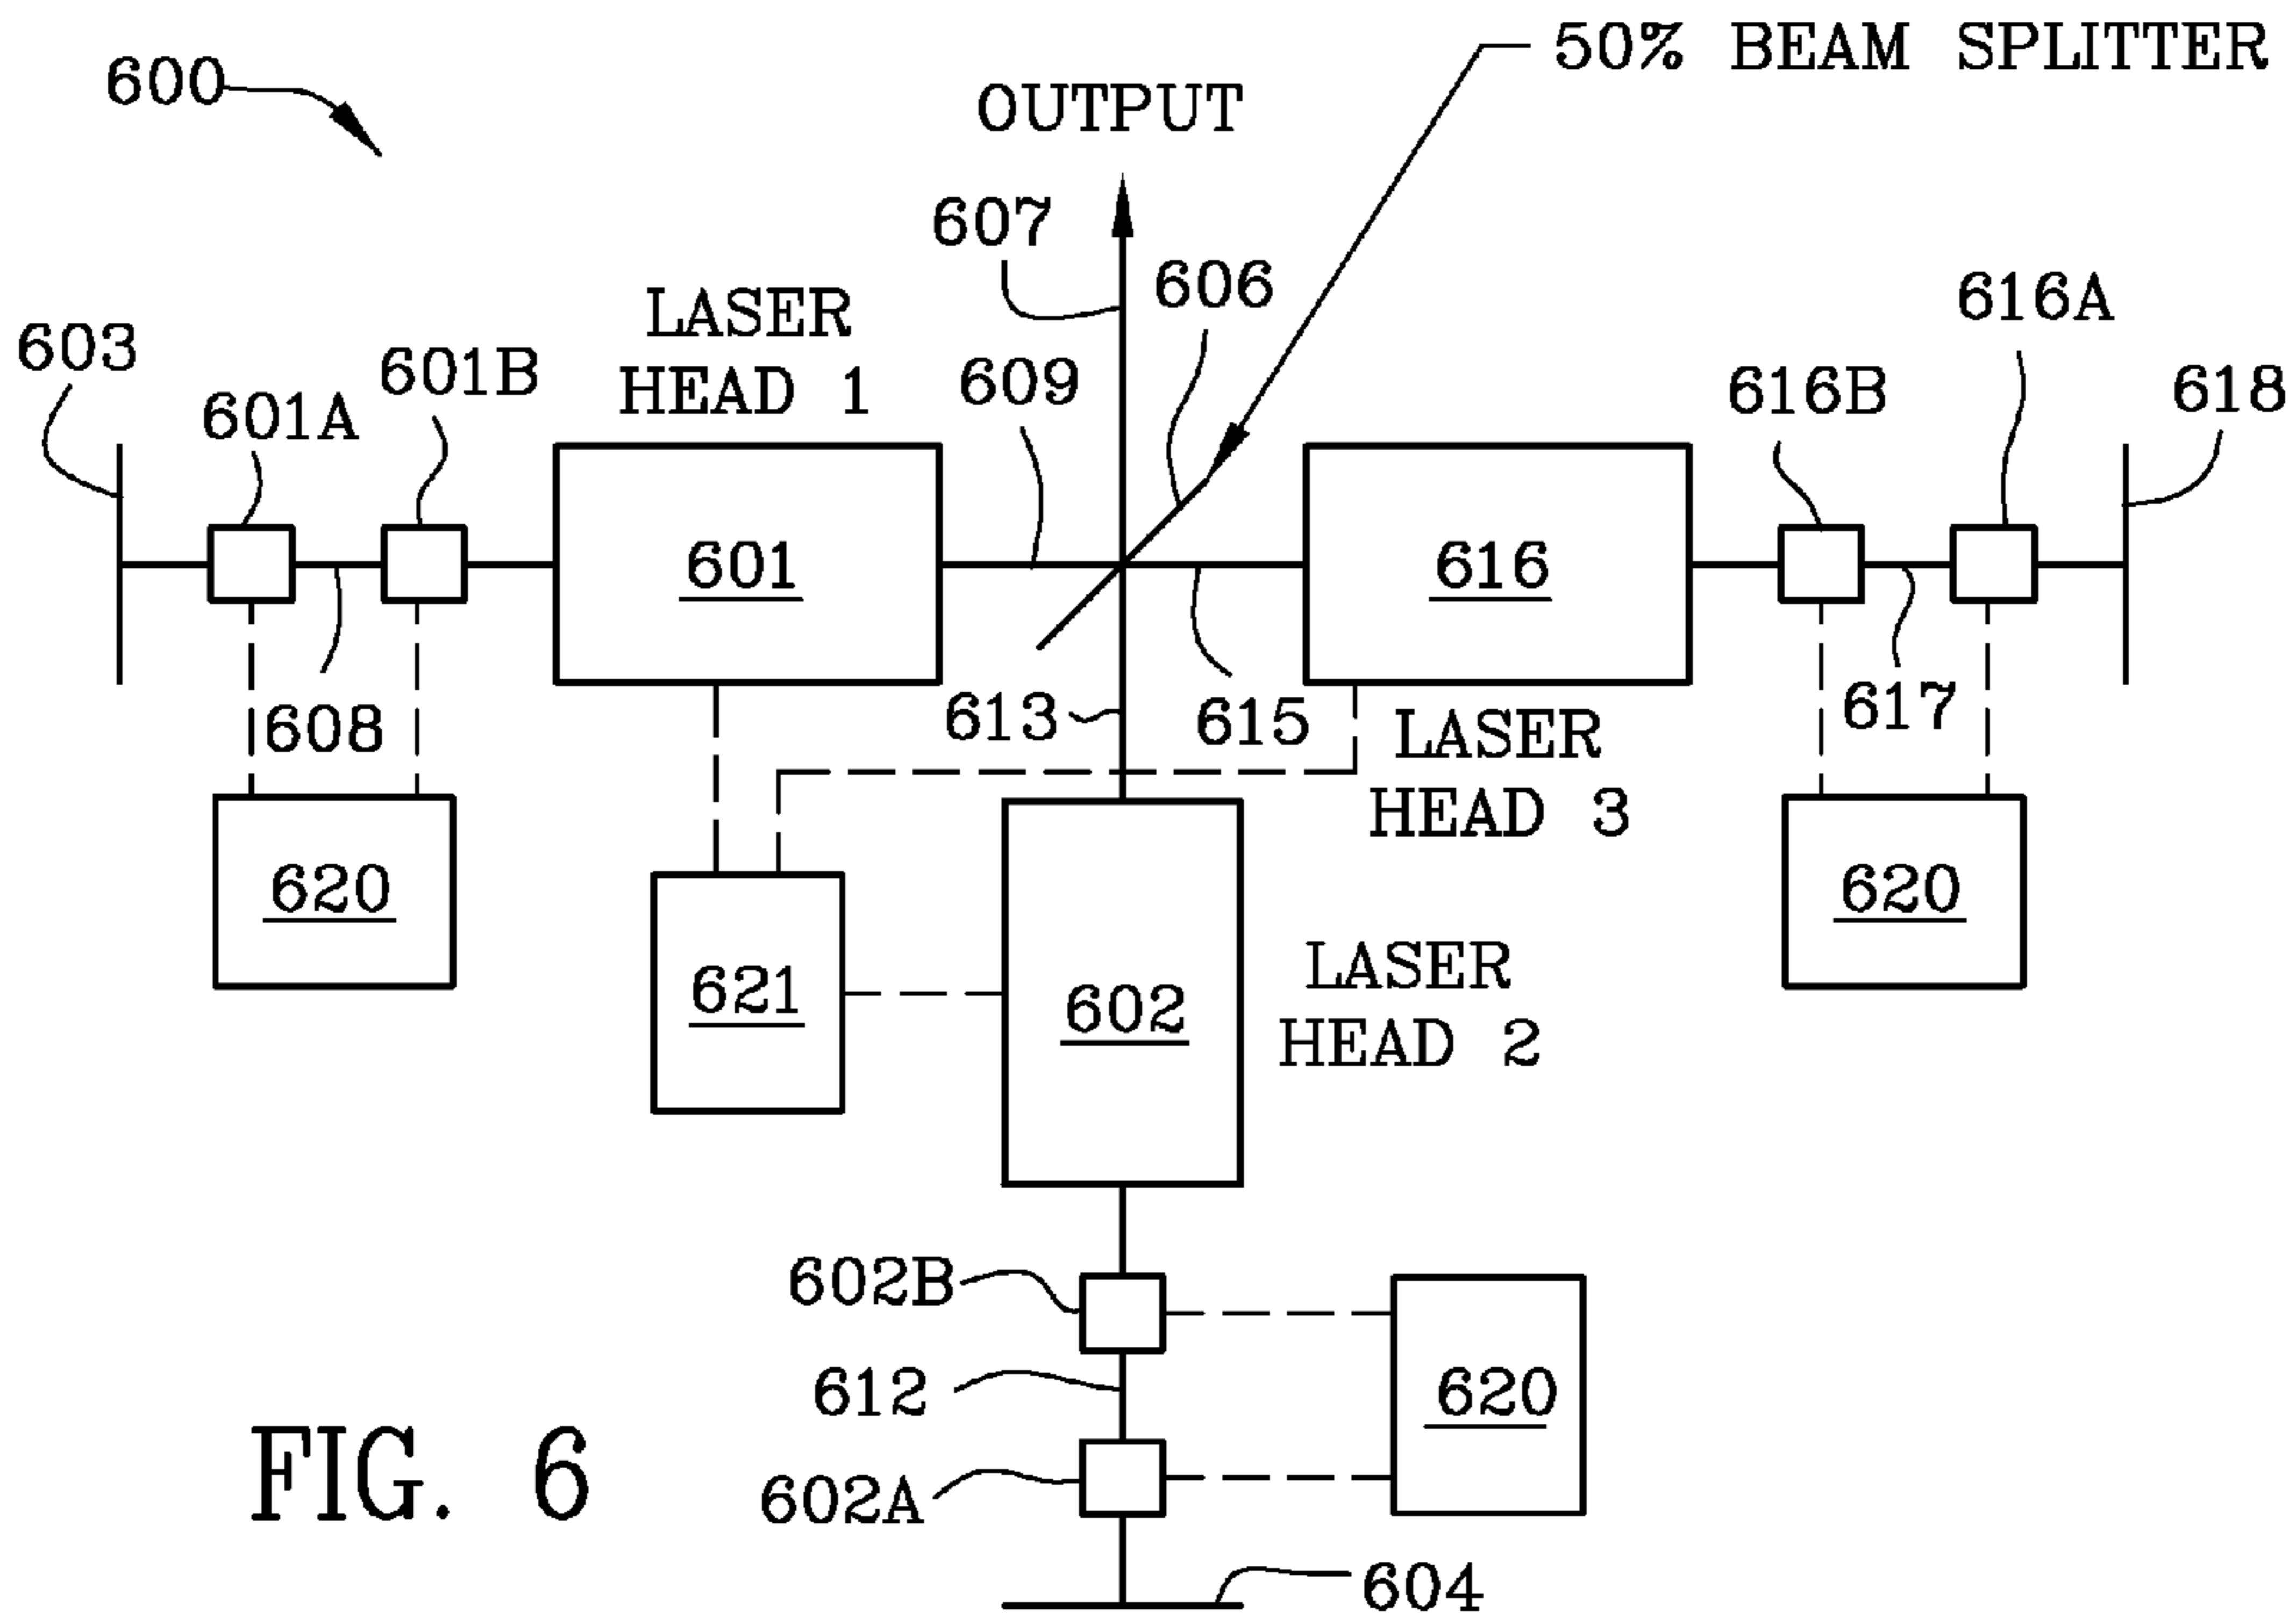 600
50% BEAM SPLITTER
OUTPUT
607
606
616A
603
601B
LASER
HEAD 1
609
616B
618
601A
601
616
608
613
615
LASER
HEAD 3
617
620
621
602
LASER
HEAD 2
620
602B
612
620
602A
604
FIG. 6